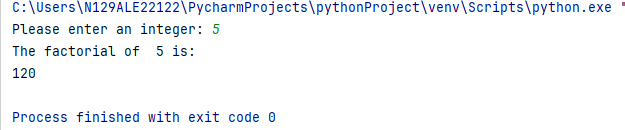 C:\Users\N129ALE22122\PycharmProjects\pythonProject\venv\Scripts\python.exe "
Please enter an integer: 5
The factorial of  5 is:
120
Process finished with exit code 0